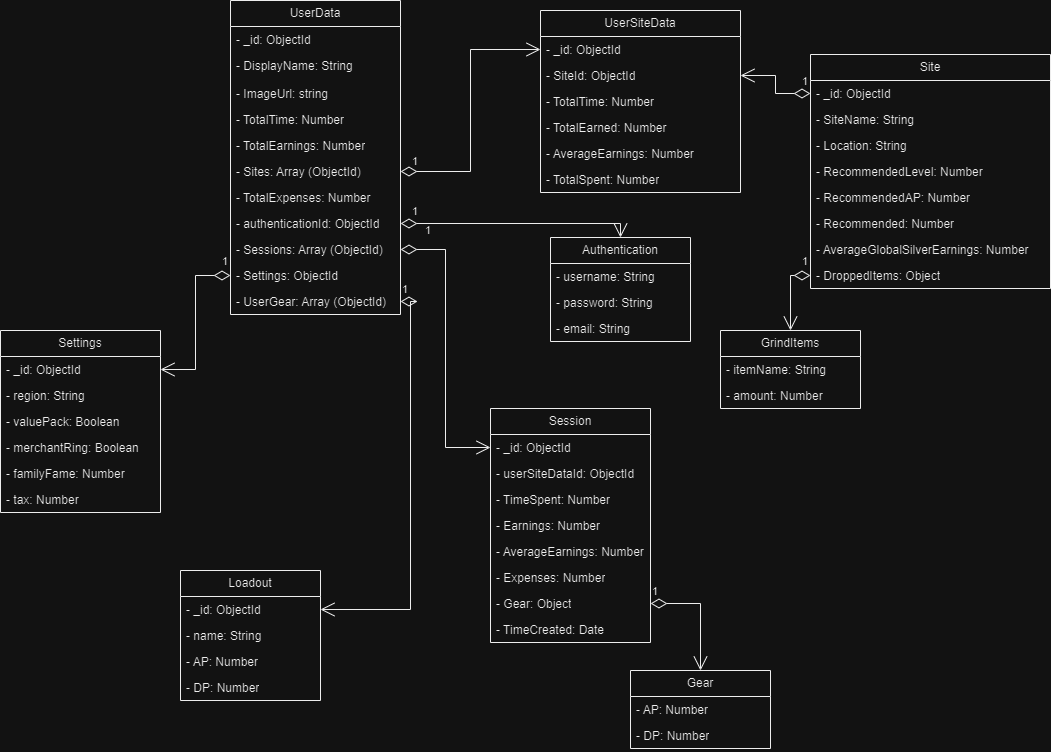 UserData
- _id: ObjectId
- DisplayName: String
- ImageUrl: string
- TotalTime: Number
- TotalEarnings: Number
- Sites: Array (ObjectId)
- TotalExpenses: Number
- authenticationId: ObjectId
- Sessions: Array (ObjectId)
- Settings: ObjectId
- UserGear: Array (ObjectId)
1
1
1
1
1
UserSiteData
- _id: ObjectId
- SiteId: ObjectId
- TotalTime: Number
- TotalEarned: Number
- AverageEarnings: Number
- TotalSpent: Number
Site
- _id: ObjectId
- SiteName: String
- Location: String
- RecommendedLevel: Number
- RecommendedAP: Number
- Recommended: Number
- AverageGlobalSilverEarnings: Number
- DroppedItems: Object
1
1
Authentication
- username: String
- password: String
- email: String
Settings
- _id: ObjectId
- region: String
- valuePack: Boolean
- merchantRing: Boolean
- familyFame: Number
- tax: Number
GrindItems
- itemName: String
- amount: Number
Session
- _id: ObjectId
- userSiteDataId: ObjectId
- TimeSpent: Number
- Earnings: Number
- AverageEarnings: Number
- Expenses: Number
- Gear: Object
- TimeCreated: Date
1
Loadout
- _id: ObjectId
- name: String
- AP: Number
- DP: Number
Gear
- AP: Number
- DP: Number